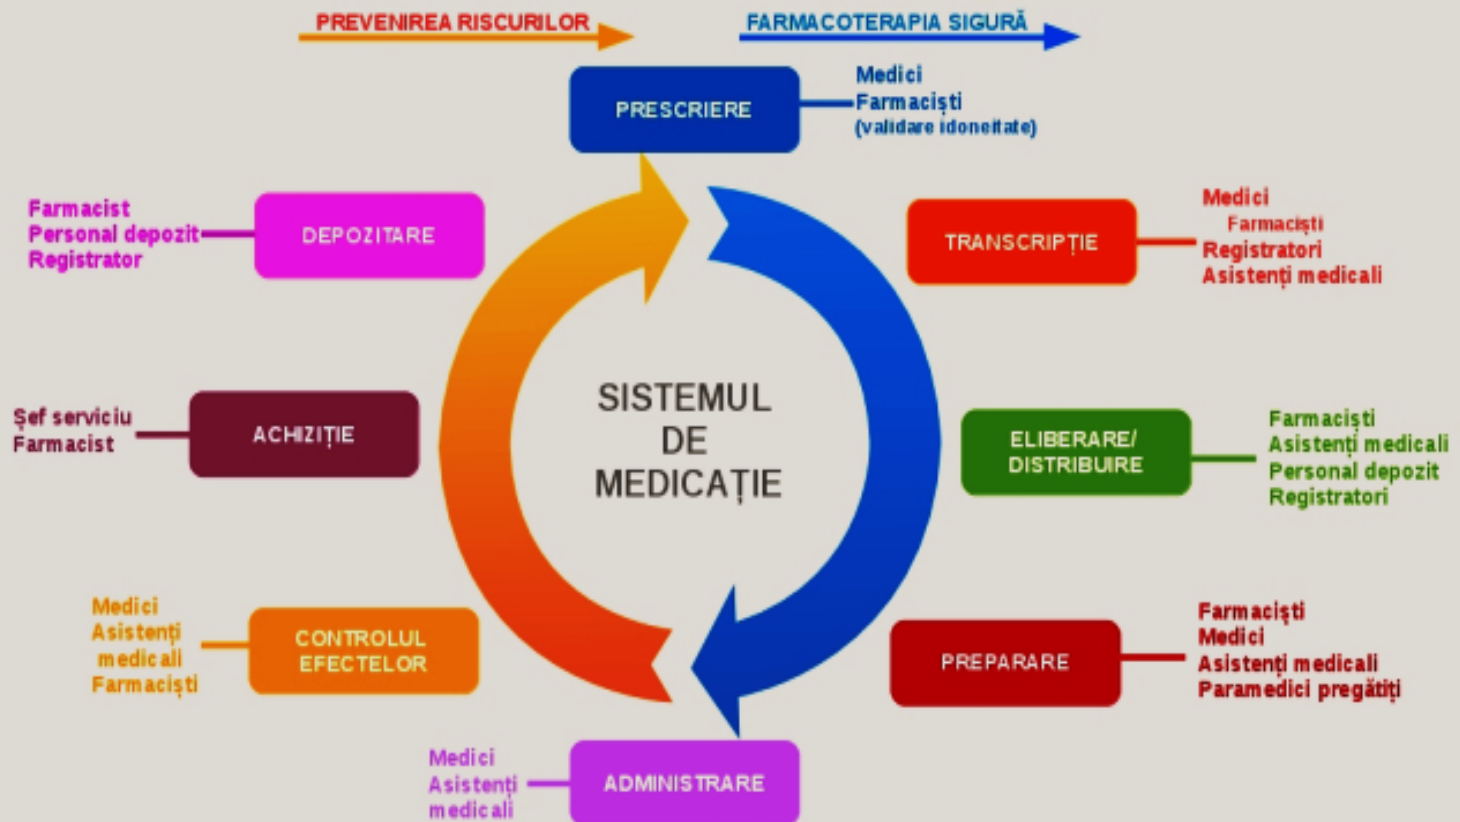 PREVENIREA RISCURILOR
FARMACOTERAPIA SIGURĂ
PRESCRIERE
Medici
Farmaciști
(validare idoneitate)
TRANSCRIPȚIE
Medici
Farmaciști
Registratori
Asistenți medicali
ELIBERARE/
DISTRIBUIRE
Farmaciști
Asistenți medicali
Personal depozit
Registratori
PREPARARE
Farmaciști
Medici
Asistenți medicali
Paramedici pregătiți
ADMINISTRARE
Medici
Asistenți
medicali
CONTROLUL
EFECTELOR
Medici
Asistenți
medicali
Farmaciști
ACHIZIȚIE
Șef serviciu
Farmacist
DEPOZITARE
Farmacist
Personal depozit
Registrator
SISTEMUL
DE
MEDICAȚIE